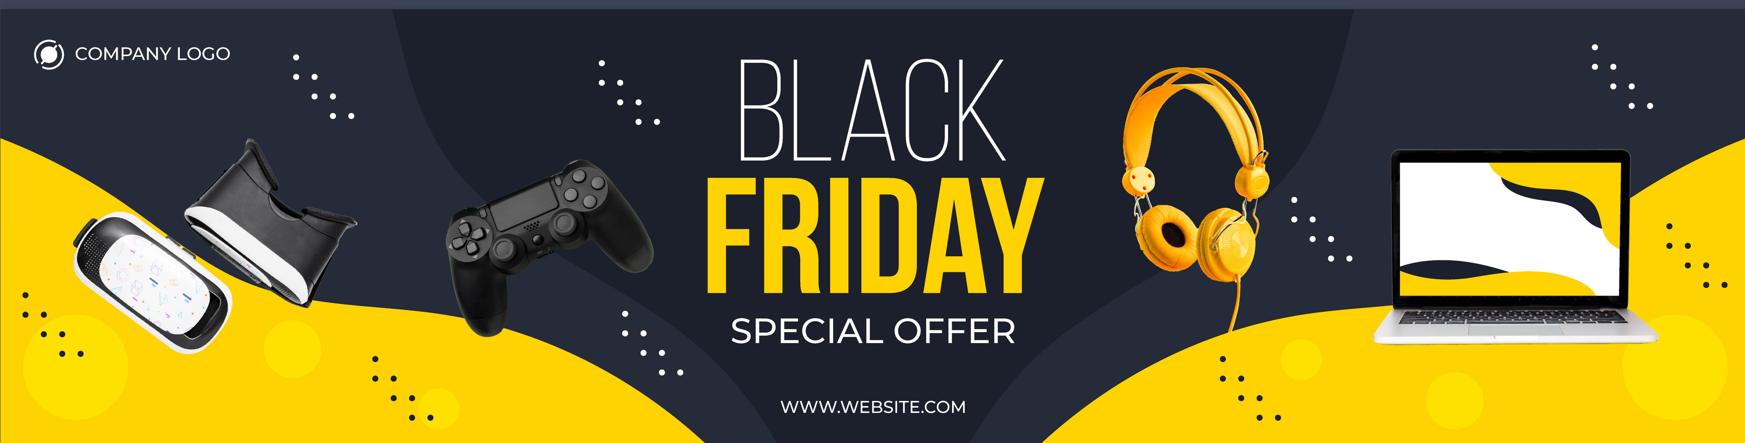 COMPANY LOGO
BLACK
FRIDAY
SPECIAL OFFER
WWW.WEBSITE.COM